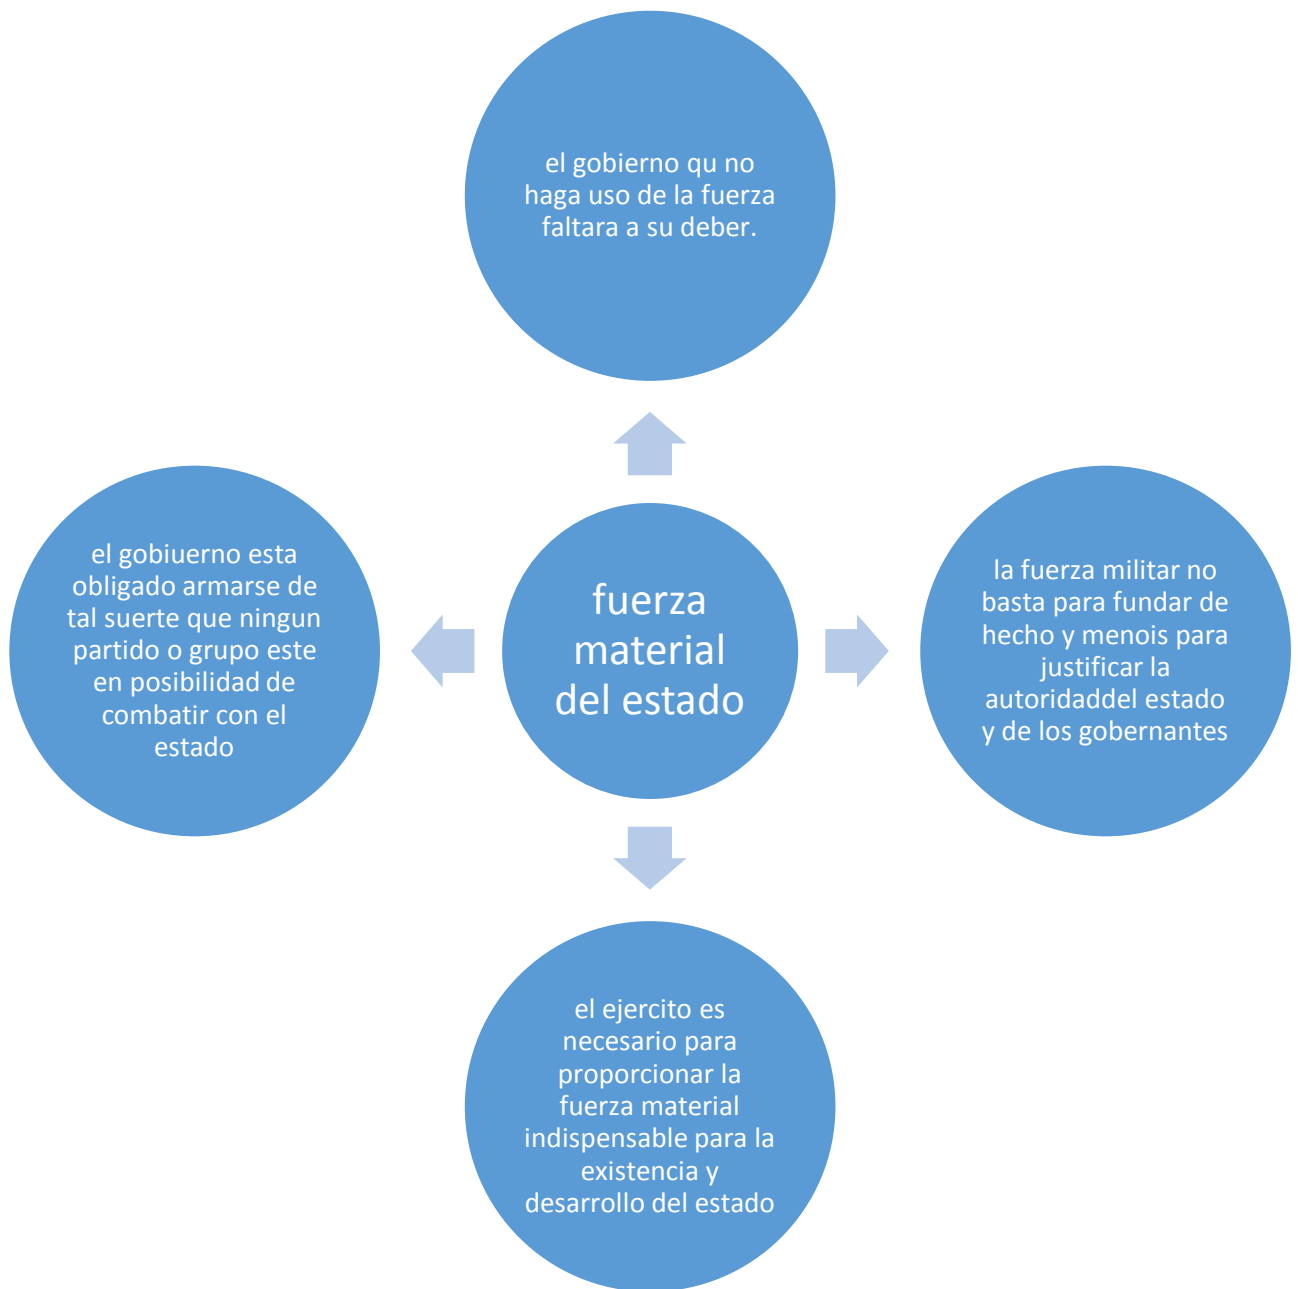 el gobierno qu no
haga uso de la fuerza
faltara a su deber.
el gobiuerno esta
obligado armarse de
tal suerte que ningun
partido o grupo este
en posibilidad de
combatir con el
estado
fuerza
material
del estado
la fuerza militar no
basta para fundar de
hecho y menois para
justificar la
autoridaddel estado
y de los gobernantes
el ejercito es
necesario para
proporcionar la
fuerza material
indispensable para la
existencia y
desarrollo del estado